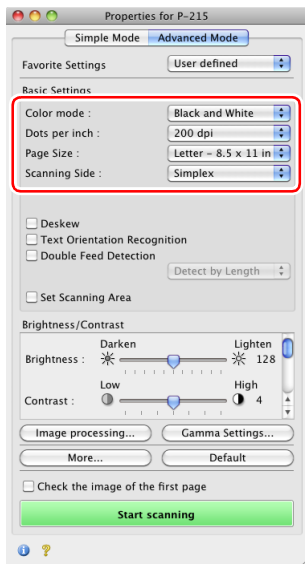 Properties for P-215
Simple Mode Advanced Mode
Favorite Settings User defined
Basic Settings
Color mode : Black and White
Dots per inch : 200 dpi
Page Size : Letter - 8.5 x 11 in
Scanning Side : Simplex
Deskew
Text Orientation Recognition
Double Feed Detection
Detect by Length
Set Scanning Area
Brightness/Contrast
Darken Lighten
Brightness : 128
Low High
Contrast : 4
Image processing... Gamma Settings...
More... Default
Check the image of the first page
Start scanning